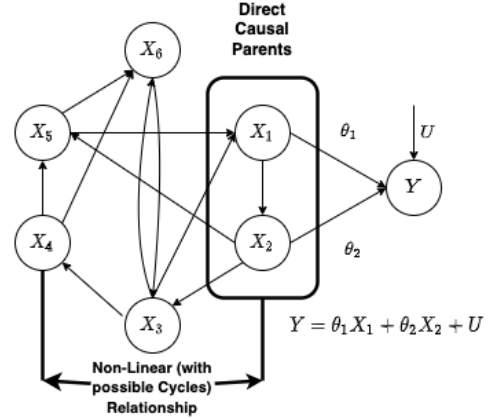 Direct
Causal
Parents
X₆
X₅
X₁
θ₁
U
Y
X₄
X₂
θ₂
X₃
Y = θ₁X₁ + θ₂X₂ + U
Non-Linear (with
possible Cycles)
Relationship